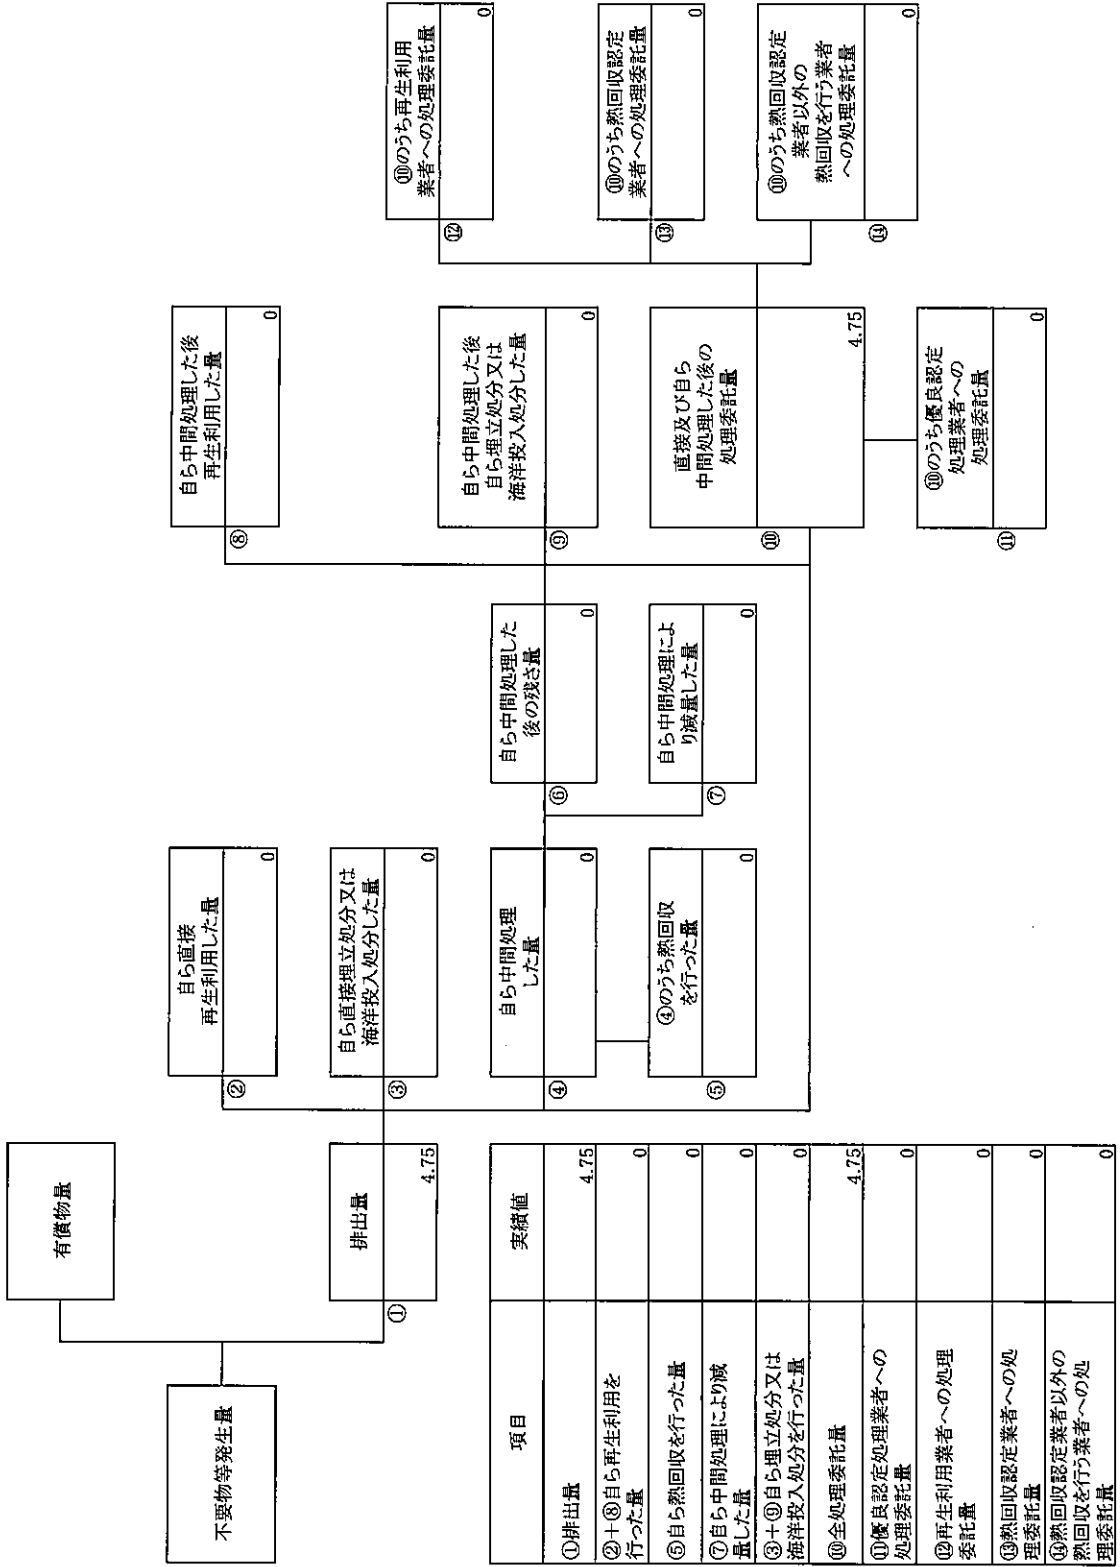 不要物等発生量
有償物量
排出量
①
4.75
自ら直接
再生利用した量
②
0
自ら直接埋立処分又は
海洋投入処分した量
③
0
自ら中間処理
した量
④
0
④のうち熱回収
を行った量
⑤
0
自ら中間処理した
後の残さ量
⑥
0
自ら中間処理によ
り減量した量
⑦
0
自ら中間処理した後
再生利用した量
⑧
0
自ら中間処理した後
自ら埋立処分又は
海洋投入処分した量
⑨
0
直接及び自ら
中間処理した後の
処理委託量
⑩
4.75
⑩のうち優良認定
処理業者への
処理委託量
⑪
0
⑩のうち再生利用
業者への処理委託量
⑫
0
⑩のうち熱回収認定
業者への処理委託量
⑬
0
⑩のうち熱回収認定
業者以外の
熱回収を行う業者
への処理委託量
⑭
0
項目 実績値
①排出量 4.75
②+⑧自ら再生利用を
行った量 0
⑤自ら熱回収を行った量 0
⑦自ら中間処理により減
量した量 0
③+⑨自ら埋立処分又は
海洋投入処分を行った量 0
⑩全処理委託量 4.75
⑪優良認定処理業者への
処理委託量 0
⑫再生利用業者への処理
委託量 0
⑬熱回収認定業者への処
理委託量 0
⑭熱回収認定業者以外の
熱回収を行う業者への処
理委託量 0